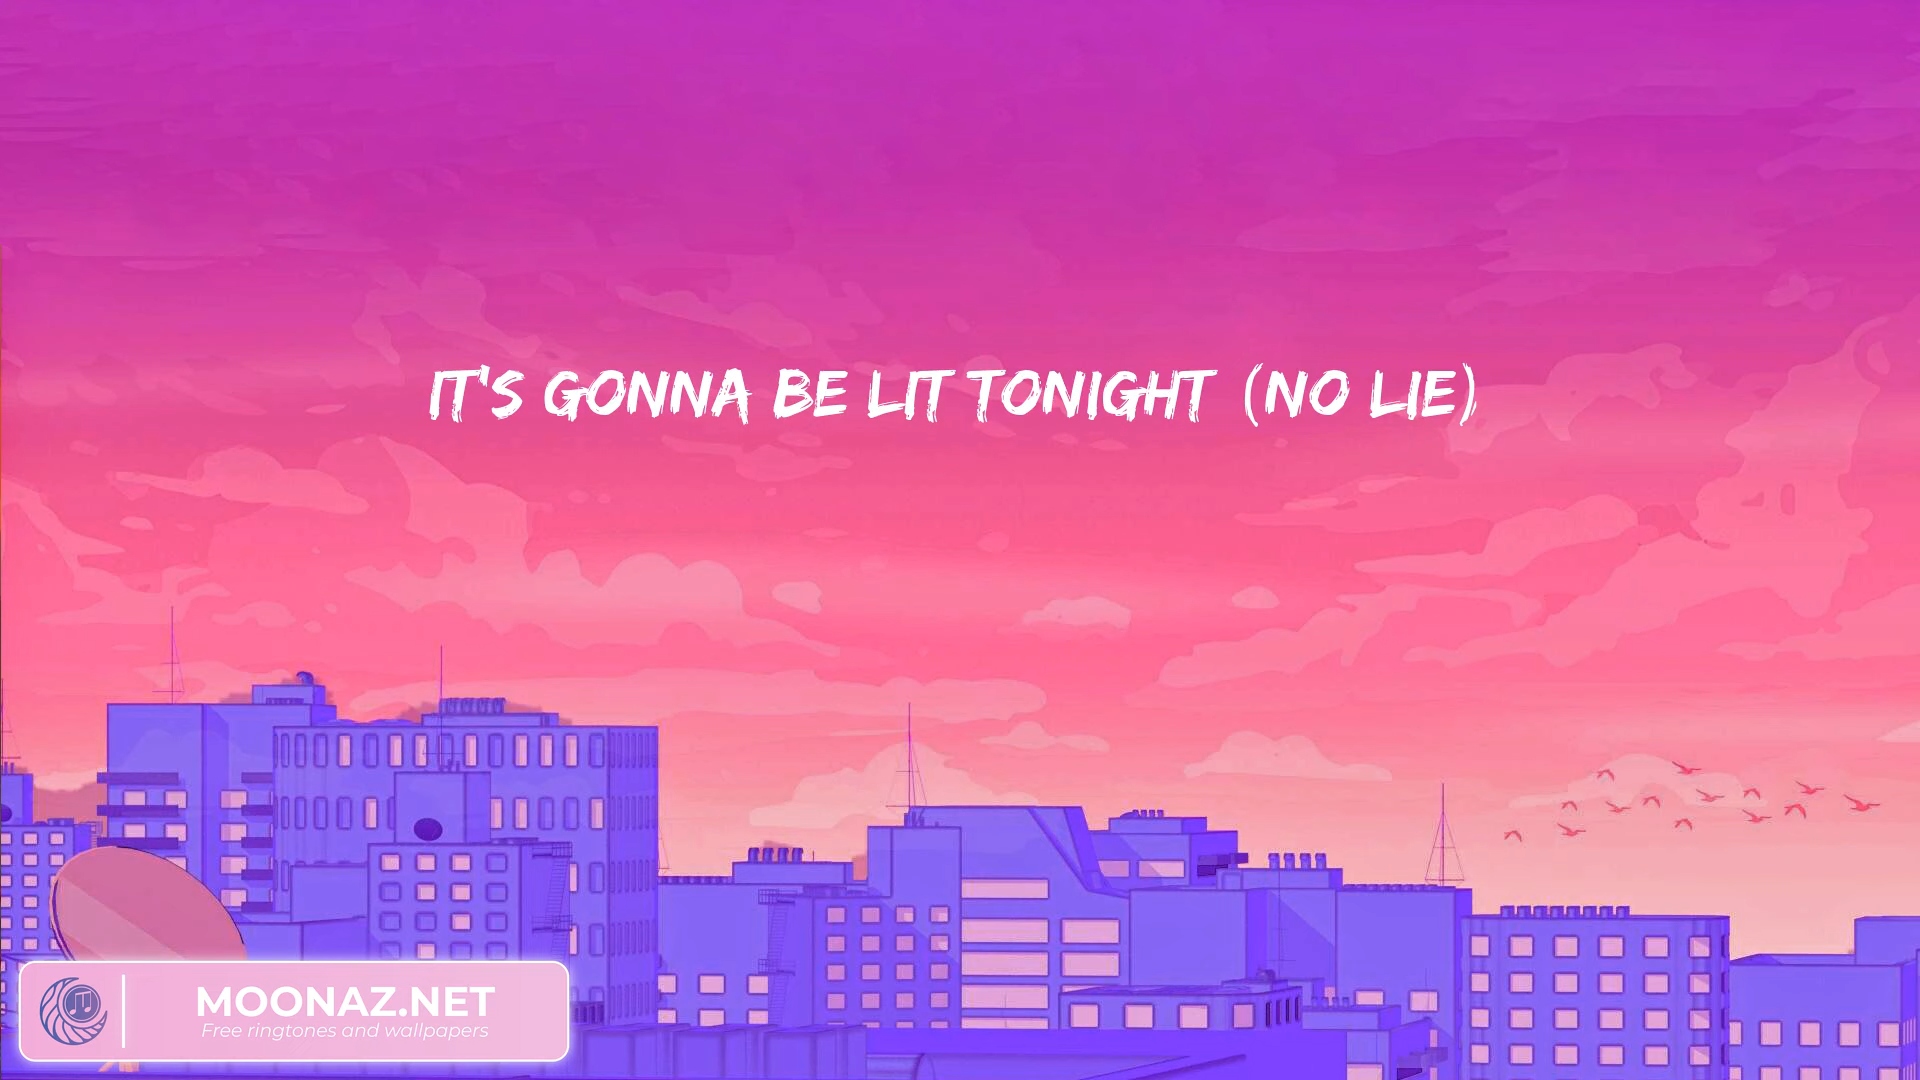 IT'S GONNA BE LIT TONIGHT (NO LIE)
MOONAZ.NET
Free ringtones and wallpapers